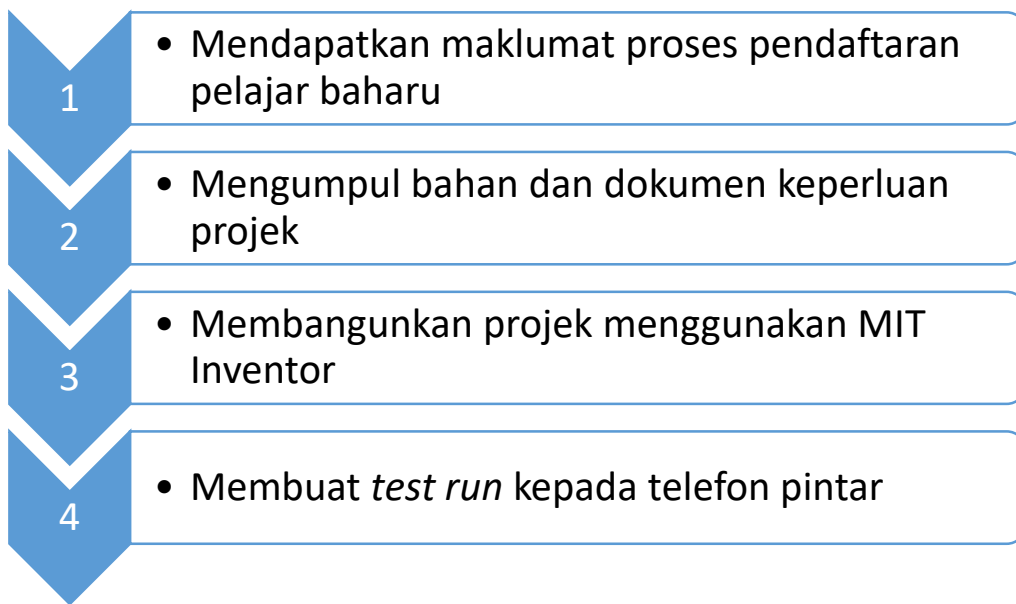 1
• Mendapatkan maklumat proses pendaftaran
pelajar baharu
2
• Mengumpul bahan dan dokumen keperluan
projek
3
• Membangunkan projek menggunakan MIT
Inventor
4
• Membuat test run kepada telefon pintar